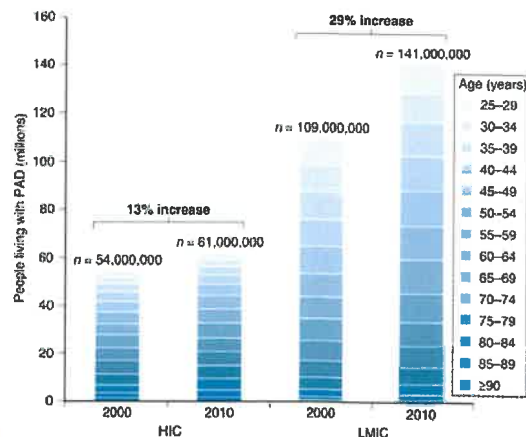 160
140
120
100
80
60
40
20
0
People living with PAD (millions)
29% increase
n = 141,000,000
n = 109,000,000
13% increase
n = 54,000,000
n = 61,000,000
2000
2010
2000
2010
HIC
LMIC
Age (years)
25–29
30–34
35–39
40–44
45–49
50–54
55–59
60–64
65–69
70–74
75–79
80–84
85–89
≥90